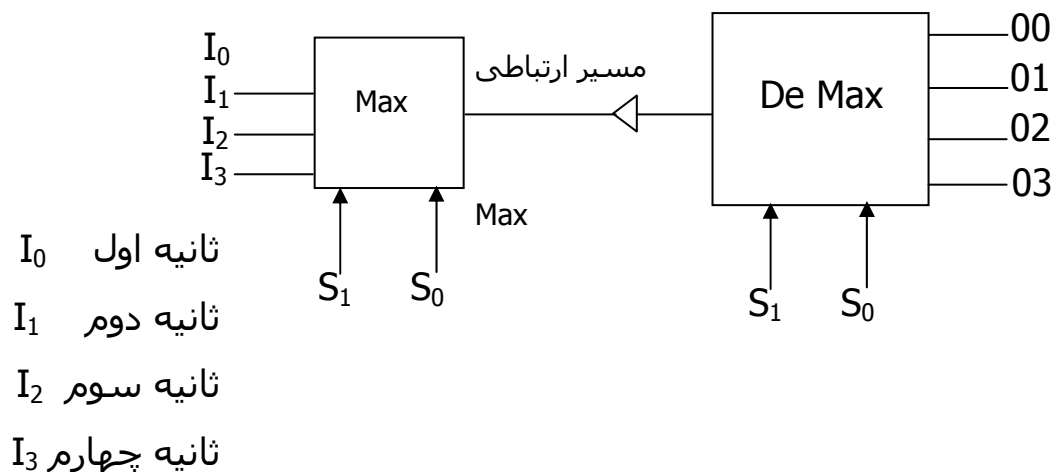 I₀
I₁
I₂
I₃
Max
مسیر ارتباطی
De Max
00
01
02
03
Max
S₁ S₀
S₁ S₀
ثانیه اول I₀
ثانیه دوم I₁
ثانیه سوم I₂
ثانیه چهارم I₃